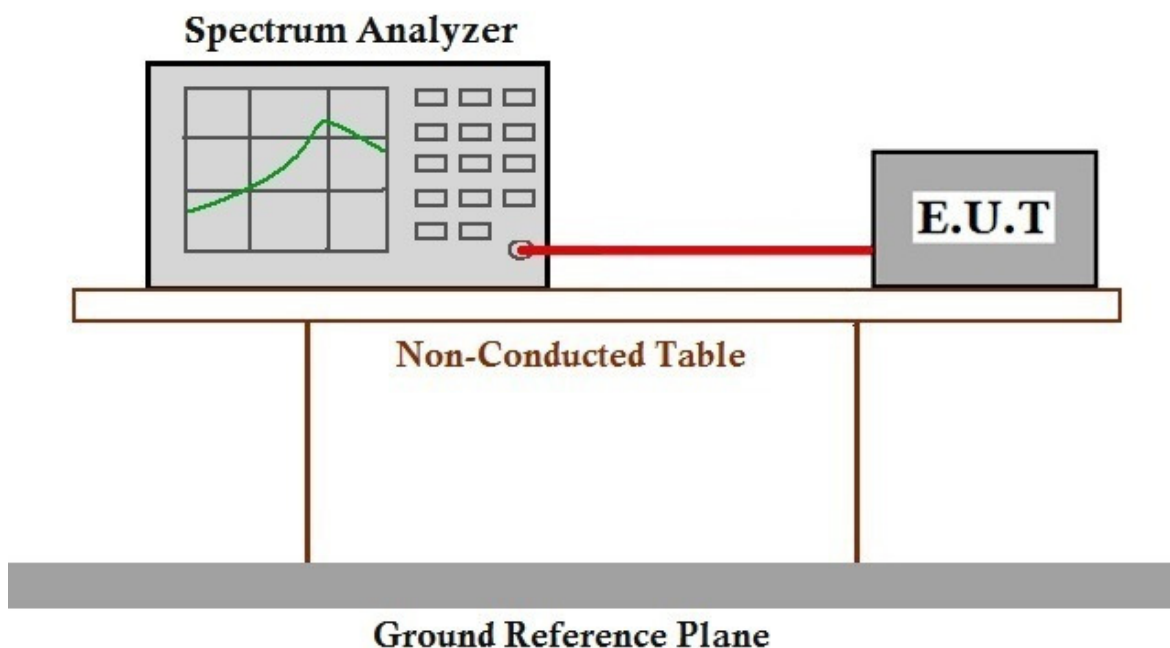 Spectrum Analyzer
E.U.T
Non-Conducted Table
Ground Reference Plane